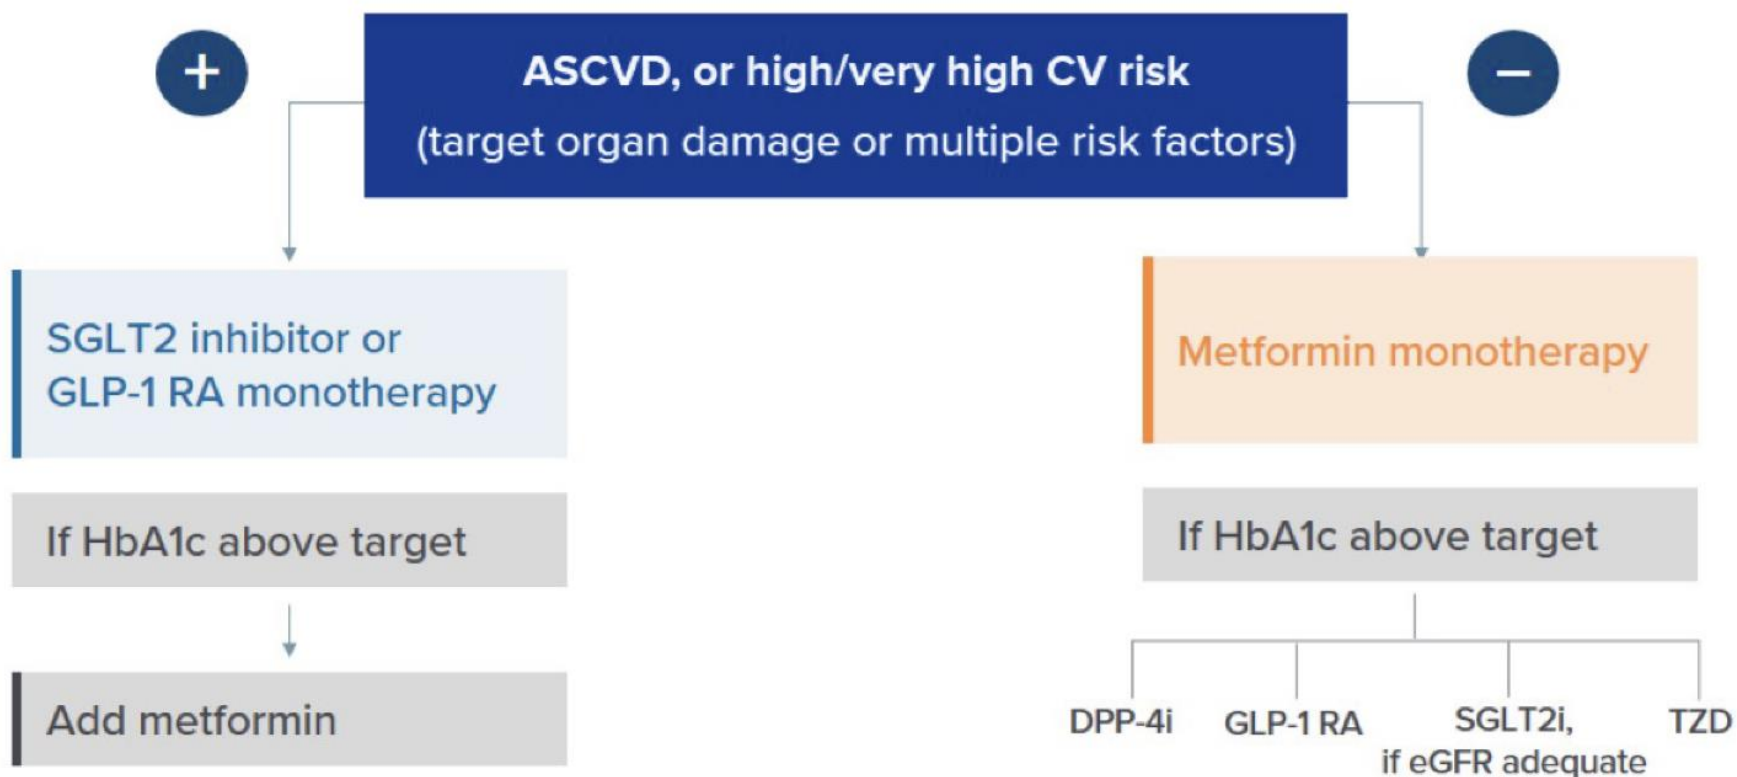 +
ASCVD, or high/very high CV risk
(target organ damage or multiple risk factors)
−
SGLT2 inhibitor or
GLP-1 RA monotherapy
If HbA1c above target
Add metformin
Metformin monotherapy
If HbA1c above target
DPP-4i
GLP-1 RA
SGLT2i,
if eGFR adequate
TZD